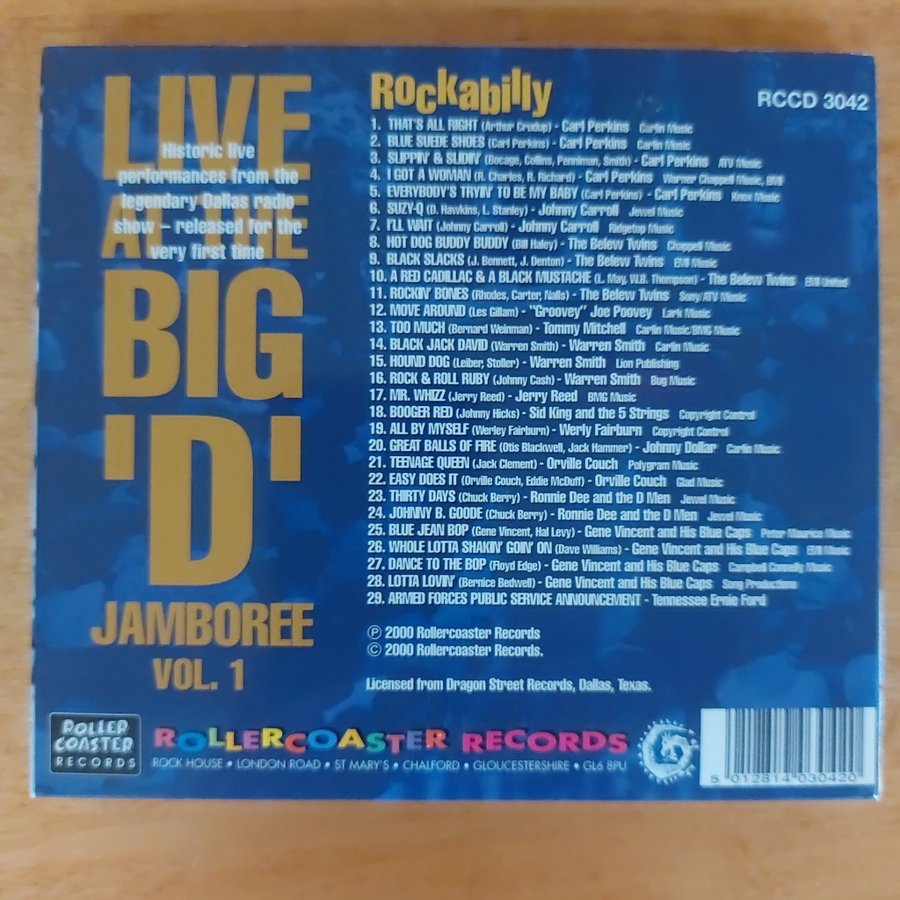 LIVE
AT THE
BIG
'D'
JAMBOREE
VOL. 1
Historic live
performances from the
legendary Dallas radio
show – released for the
very first time
Rockabilly
RCCD 3042
1. THAT'S ALL RIGHT (Arthur Crudup) - Carl Perkins Carlin Music
2. BLUE SUEDE SHOES (Carl Perkins) - Carl Perkins Carlin Music
3. SLIPPIN' & SLIDIN' (Bocage, Collins, Penniman, Smith) - Carl Perkins ATV Music
4. I GOT A WOMAN (R. Charles, R. Richard) - Carl Perkins Warner Chappell Music, BMI
5. EVERYBODY'S TRYIN' TO BE MY BABY (Carl Perkins) - Carl Perkins Knox Music
6. SUZY-Q (D. Hawkins, L. Stanley) - Johnny Carroll Jewel Music
7. I'LL WAIT (Johnny Carroll) - Johnny Carroll Ridgetop Music
8. HOT DOG BUDDY BUDDY (Bill Haley) - The Belew Twins Chappell Music
9. BLACK SLACKS (J. Bennett, J. Denton) - The Belew Twins EMI Music
10. A RED CADILLAC & A BLACK MUSTACHE (L. May, W.B. Thompson) - The Belew Twins EMI United
11. ROCKIN' BONES (Rhodes, Carter, Nalls) - The Belew Twins Sony/ATV Music
12. MOVE AROUND (Les Gillam) - "Groovey" Joe Poovey Lark Music
13. TOO MUCH (Bernard Weinman) - Tommy Mitchell Carlin Music/BMG Music
14. BLACK JACK DAVID (Warren Smith) - Warren Smith Carlin Music
15. HOUND DOG (Leiber, Stoller) - Warren Smith Lion Publishing
16. ROCK & ROLL RUBY (Johnny Cash) - Warren Smith Bug Music
17. MR. WHIZZ (Jerry Reed) - Jerry Reed BMG Music
18. BOOGER RED (Johnny Hicks) - Sid King and the 5 Strings Copyright Control
19. ALL BY MYSELF (Werley Fairburn) - Werly Fairburn Copyright Control
20. GREAT BALLS OF FIRE (Otis Blackwell, Jack Hammer) - Johnny Dollar Carlin Music
21. TEENAGE QUEEN (Jack Clement) - Orville Couch Polygram Music
22. EASY DOES IT (Orville Couch, Eddie McDuff) - Orville Couch Glad Music
23. THIRTY DAYS (Chuck Berry) - Ronnie Dee and the D Men Jewel Music
24. JOHNNY B. GOODE (Chuck Berry) - Ronnie Dee and the D Men Jewel Music
25. BLUE JEAN BOP (Gene Vincent, Hal Levy) - Gene Vincent and His Blue Caps Peter Maurice Music
26. WHOLE LOTTA SHAKIN' GOIN' ON (Dave Williams) - Gene Vincent and His Blue Caps EMI Music
27. DANCE TO THE BOP (Floyd Edge) - Gene Vincent and His Blue Caps Campbell Connelly Music
28. LOTTA LOVIN' (Bernice Bedwell) - Gene Vincent and His Blue Caps Song Productions
29. ARMED FORCES PUBLIC SERVICE ANNOUNCEMENT - Tennessee Ernie Ford
℗ 2000 Rollercoaster Records
© 2000 Rollercoaster Records.
Licensed from Dragon Street Records, Dallas, Texas.
ROLLER
COASTER
RECORDS
ROLLERCOASTER RECORDS
ROCK HOUSE • LONDON ROAD • ST MARY'S • CHALFORD • GLOUCESTERSHIRE • GL6 8PU
5 012814 030420